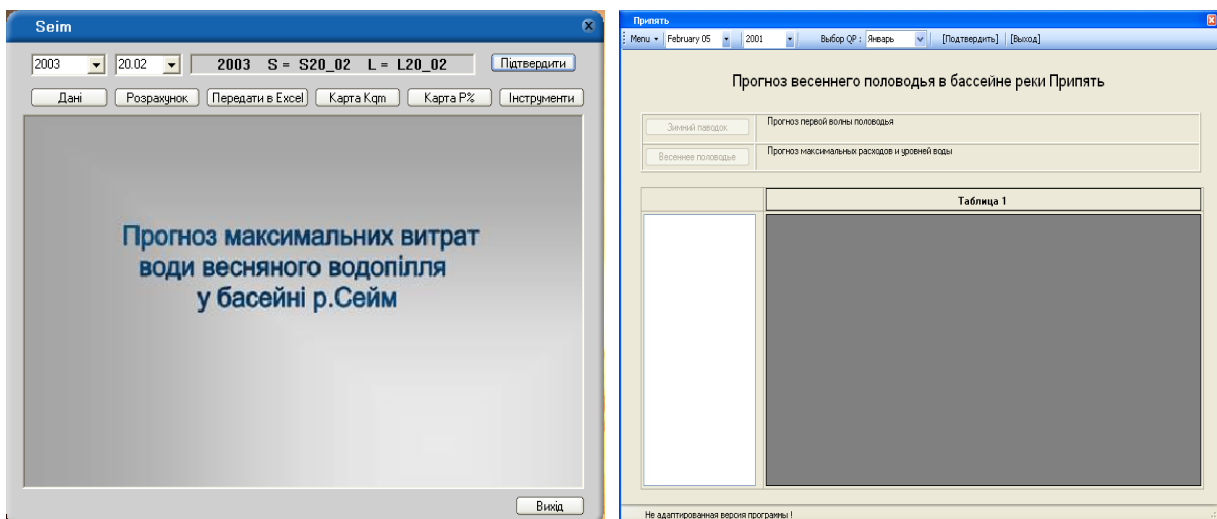 Seim
2003 20.02 2003 S = S20_02 L = L20_02 Підтвердити
Дані Розрахунок Передати в Excel Карта Kqm Карта P% Інструменти
Прогноз максимальних витрат
води весняного водопілля
у басейні р.Сейм
Вихід
Припять
Menu February 05 2001 Выбор QP : Январь [Подтвердить] [Выход]
Прогноз весеннего половодья в бассейне реки Припять
Зимний паводок Прогноз первой волны половодья
Весеннее половодье Прогноз максимальных расходов и уровней воды
Таблица 1
Не адаптированная версия программы !